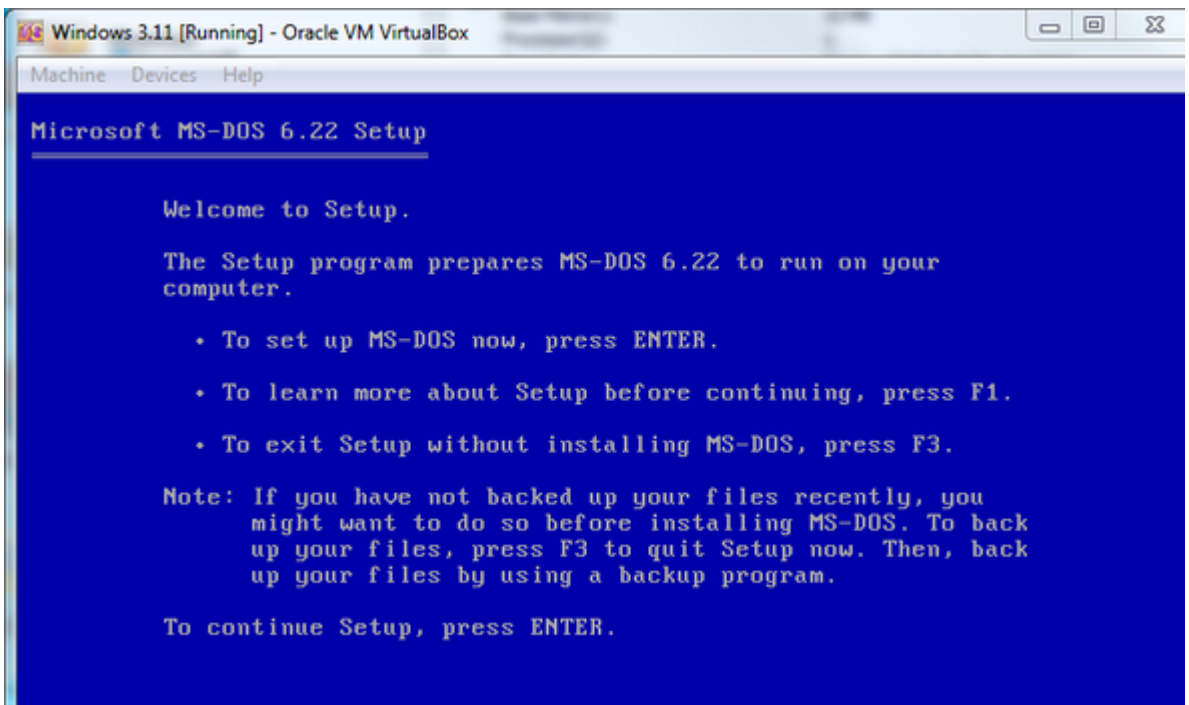 Windows 3.11 [Running] - Oracle VM VirtualBox
Machine Devices Help
Microsoft MS-DOS 6.22 Setup
Welcome to Setup.
The Setup program prepares MS-DOS 6.22 to run on your
computer.
• To set up MS-DOS now, press ENTER.
• To learn more about Setup before continuing, press F1.
• To exit Setup without installing MS-DOS, press F3.
Note: If you have not backed up your files recently, you
might want to do so before installing MS-DOS. To back
up your files, press F3 to quit Setup now. Then, back
up your files by using a backup program.
To continue Setup, press ENTER.